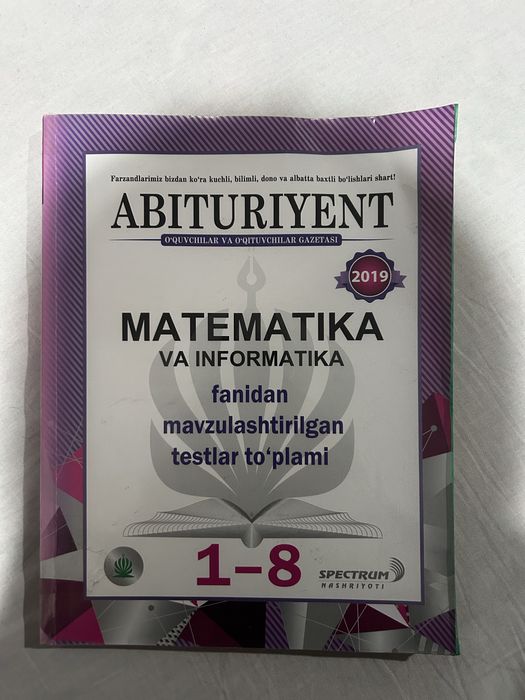 Farzandlarimiz bizdan ko‘ra kuchli, bilimli, dono va albatta baxtli bo‘lishlari shart!
ABITURIYENT
O‘QUVCHILAR VA O‘QITUVCHILAR GAZETASI
2019
MATEMATIKA
VA INFORMATIKA
fanidan
mavzulashtirilgan
testlar to‘plami
1–8
SPECTRUM
NASHRIYOTI